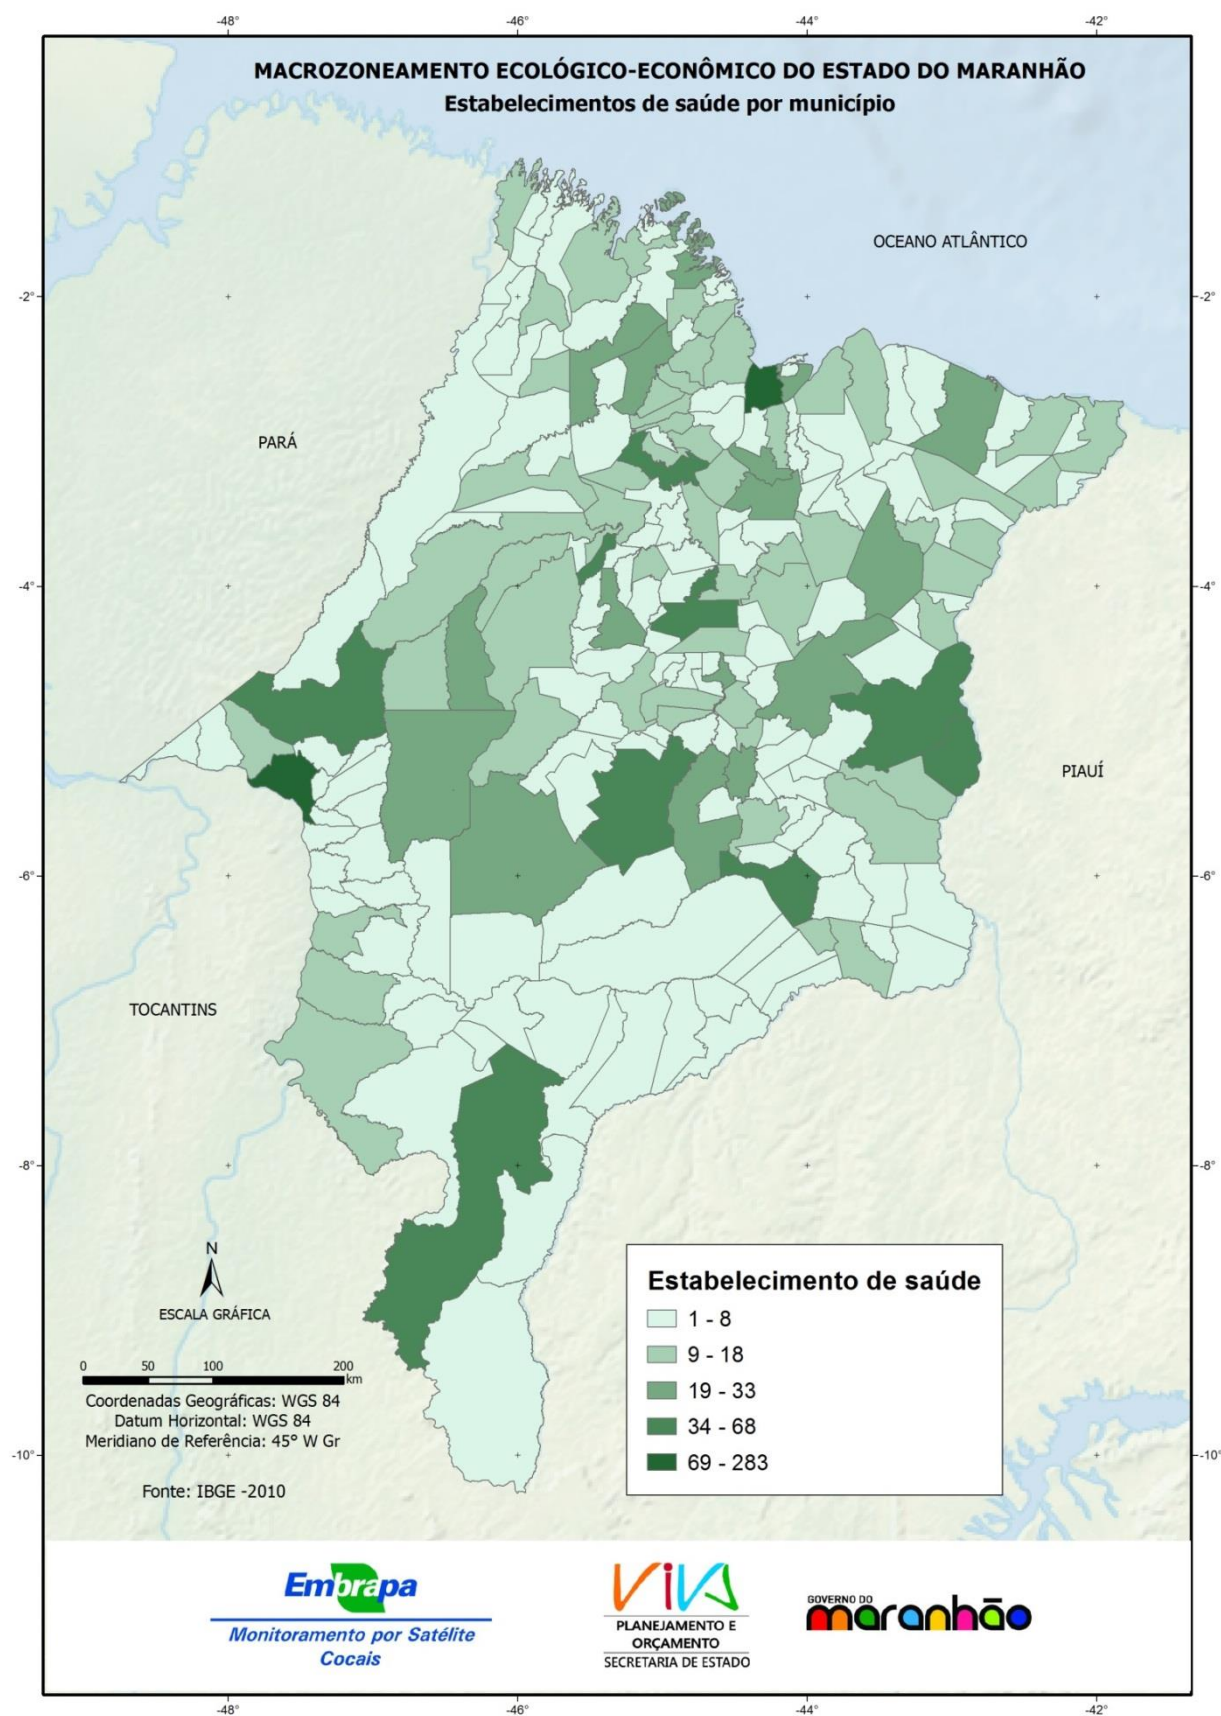 -48° -46° -44° -42°
MACROZONEAMENTO ECOLÓGICO-ECONÔMICO DO ESTADO DO MARANHÃO
Estabelecimentos de saúde por município
OCEANO ATLÂNTICO
-2° -2°
PARÁ
-4° -4°
PIAUÍ
-6° -6°
TOCANTINS
-8° -8°
N
ESCALA GRÁFICA
0 50 100 200
km
Coordenadas Geográficas: WGS 84
Datum Horizontal: WGS 84
Meridiano de Referência: 45° W Gr
Fonte: IBGE -2010
Estabelecimento de saúde
1 - 8
9 - 18
19 - 33
34 - 68
69 - 283
-10° -10°
Embrapa
Monitoramento por Satélite
Cocais
VIVA
PLANEJAMENTO E
ORÇAMENTO
SECRETARIA DE ESTADO
GOVERNO DO
maranhão
-48° -46° -44° -42°